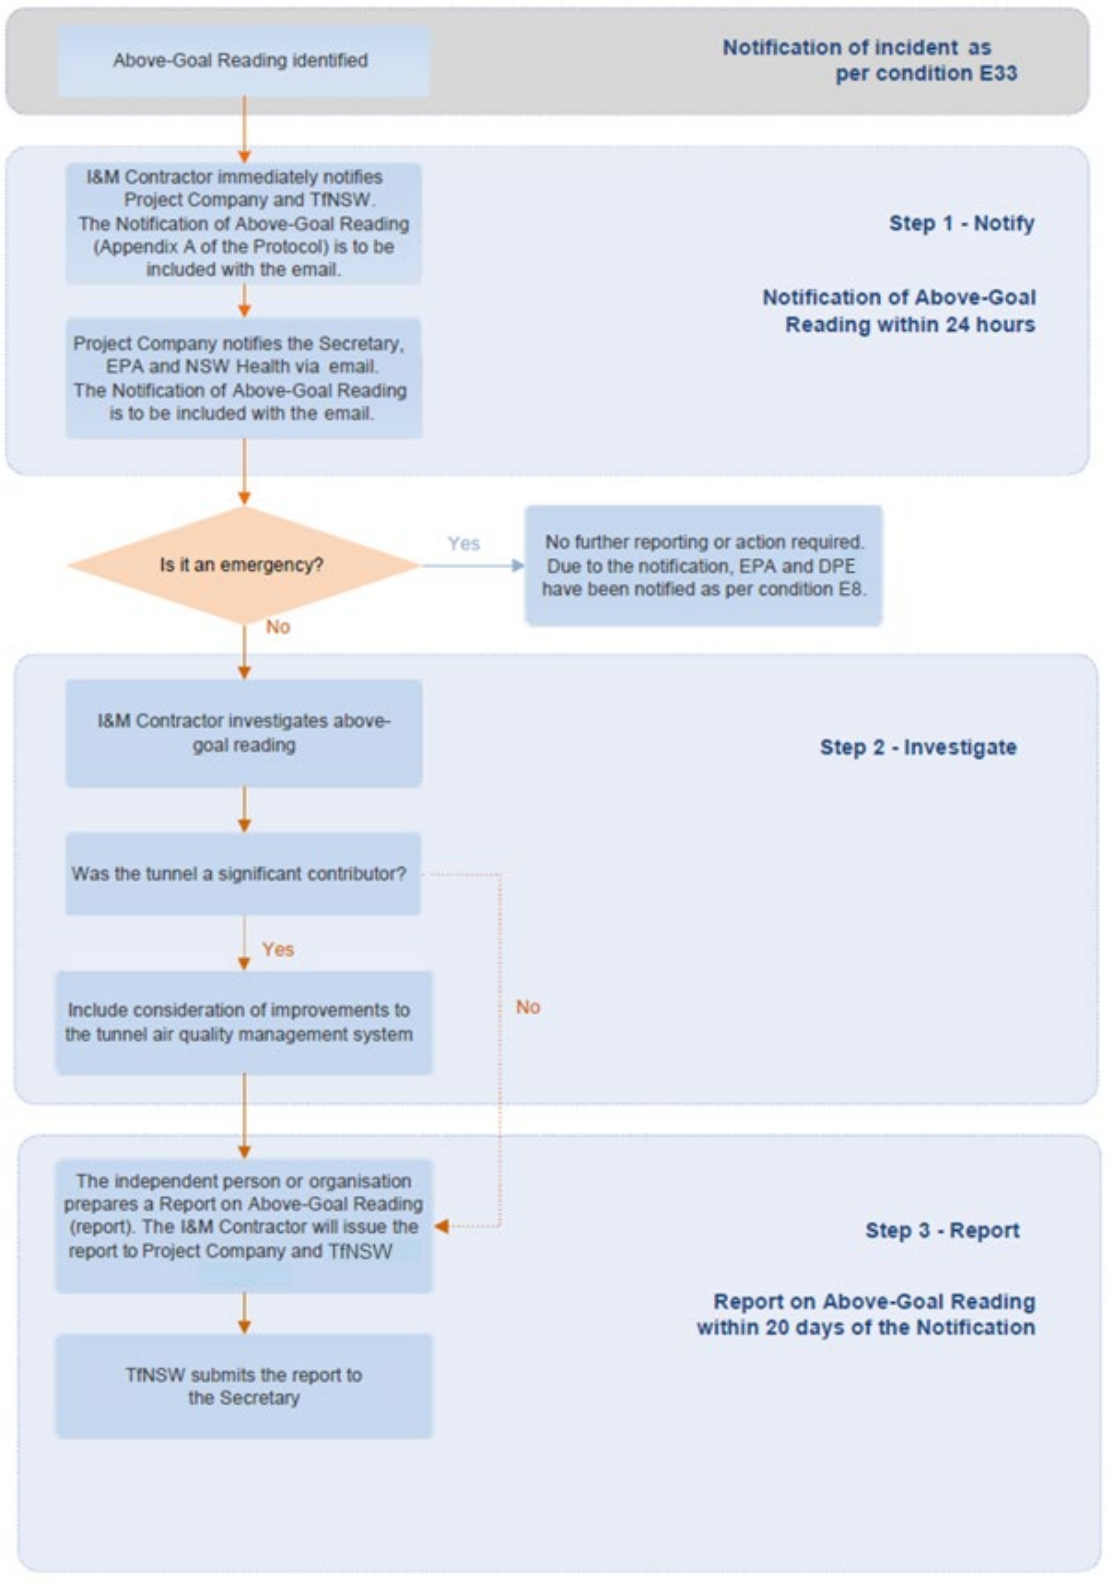 Above-Goal Reading identified
Notification of incident as
per condition E33
I&M Contractor immediately notifies
Project Company and TfNSW.
The Notification of Above-Goal Reading
(Appendix A of the Protocol) is to be
included with the email.
Step 1 - Notify
Notification of Above-Goal
Reading within 24 hours
Project Company notifies the Secretary,
EPA and NSW Health via email.
The Notification of Above-Goal Reading
is to be included with the email.
Is it an emergency?
Yes
No further reporting or action required.
Due to the notification, EPA and DPE
have been notified as per condition E8.
No
I&M Contractor investigates above-
goal reading
Step 2 - Investigate
Was the tunnel a significant contributor?
Yes
No
Include consideration of improvements to
the tunnel air quality management system
The independent person or organisation
prepares a Report on Above-Goal Reading
(report). The I&M Contractor will issue the
report to Project Company and TfNSW
Step 3 - Report
Report on Above-Goal Reading
within 20 days of the Notification
TfNSW submits the report to
the Secretary